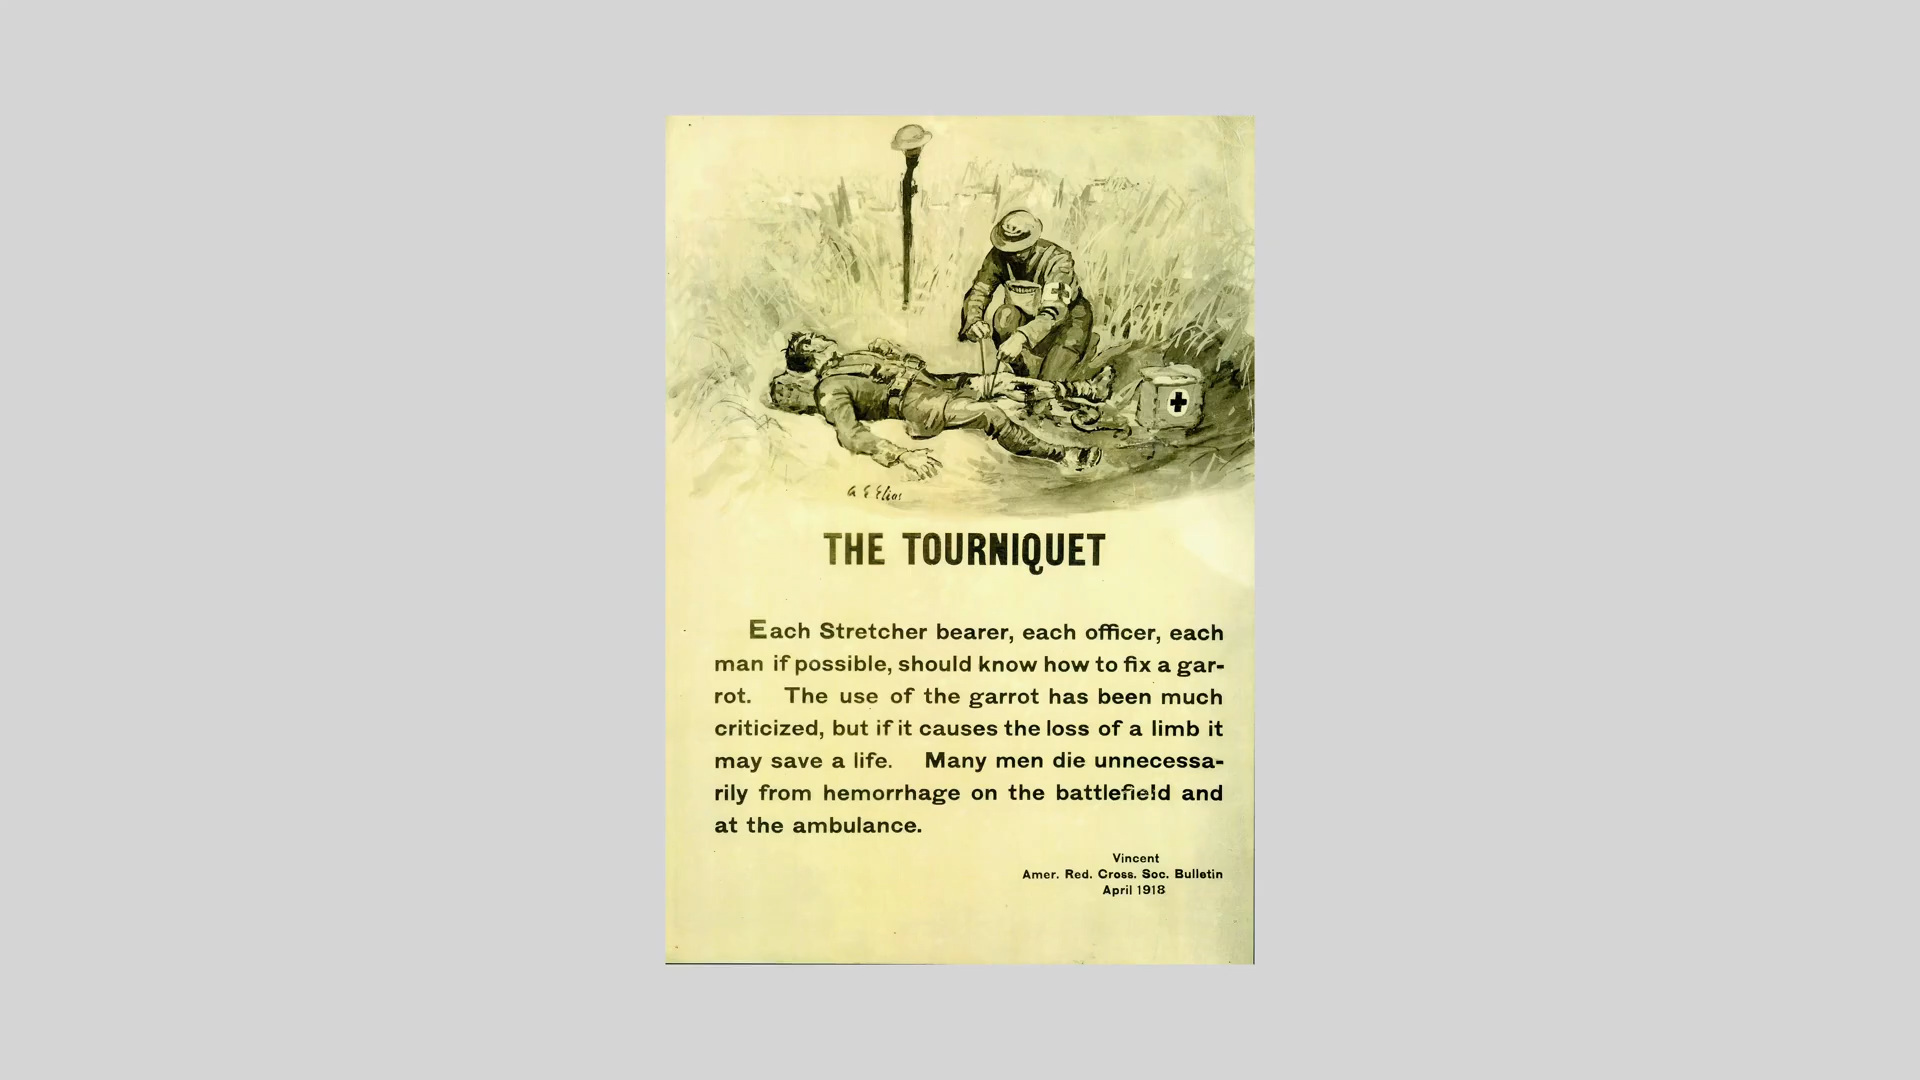 A E Elias
THE TOURNIQUET
Each Stretcher bearer, each officer, each
man if possible, should know how to fix a gar-
rot. The use of the garrot has been much
criticized, but if it causes the loss of a limb it
may save a life. Many men die unnecessa-
rily from hemorrhage on the battlefield and
at the ambulance.
Vincent
Amer. Red. Cross. Soc. Bulletin
April 1918